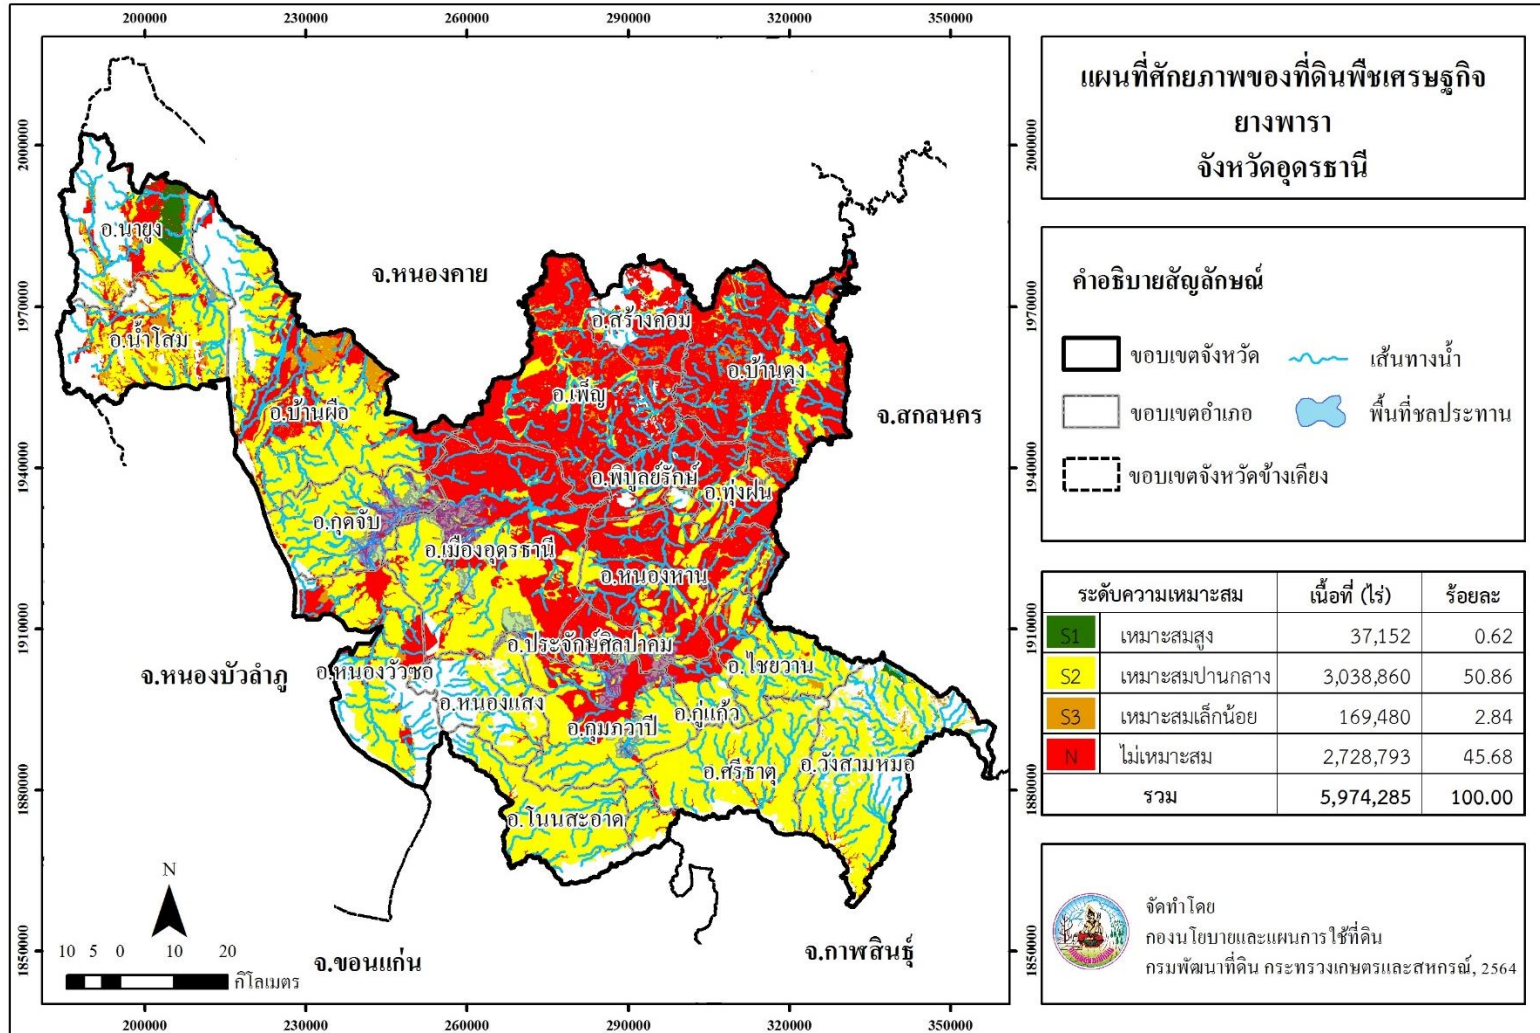 200000 230000 260000 290000 320000 350000
2000000
1970000
1940000
1910000
1880000
1850000
อ.นายูง
อ.น้ำโสม
จ.หนองคาย
อ.สร้างคอม
อ.บ้านดุง
อ.เพ็ญ
อ.บ้านผือ
จ.สกลนคร
อ.พิบูลย์รักษ์
อ.ทุ่งฝน
อ.กุดจับ
อ.เมืองอุดรธานี
อ.หนองหาน
อ.ประจักษ์ศิลปาคม
อ.ไชยวาน
จ.หนองบัวลำภู
อ.หนองวัวซอ
อ.หนองแสง
อ.กู่แก้ว
อ.กุมภวาปี
อ.วังสามหมอ
อ.ศรีธาตุ
อ.โนนสะอาด
จ.ขอนแก่น
จ.กาฬสินธุ์
N
10 5 0 10 20
กิโลเมตร
200000 230000 260000 290000 320000 350000
2000000
1970000
1940000
1910000
1880000
1850000
แผนที่ศักยภาพของที่ดินพืชเศรษฐกิจ
ยางพารา
จังหวัดอุดรธานี
คำอธิบายสัญลักษณ์
ขอบเขตจังหวัด เส้นทางน้ำ
ขอบเขตอำเภอ พื้นที่ชลประทาน
ขอบเขตจังหวัดข้างเคียง
ระดับความเหมาะสม เนื้อที่ (ไร่) ร้อยละ
S1 เหมาะสมสูง 37,152 0.62
S2 เหมาะสมปานกลาง 3,038,860 50.86
S3 เหมาะสมเล็กน้อย 169,480 2.84
N ไม่เหมาะสม 2,728,793 45.68
รวม 5,974,285 100.00
จัดทำโดย
กองนโยบายและแผนการใช้ที่ดิน
กรมพัฒนาที่ดิน กระทรวงเกษตรและสหกรณ์, 2564